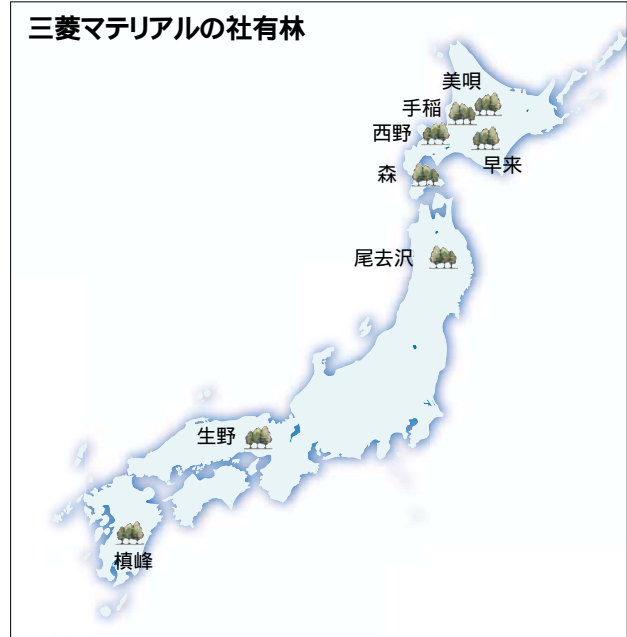 三菱マテリアルの社有林
美唄
手稲
西野
早来
森
尾去沢
生野
槙峰